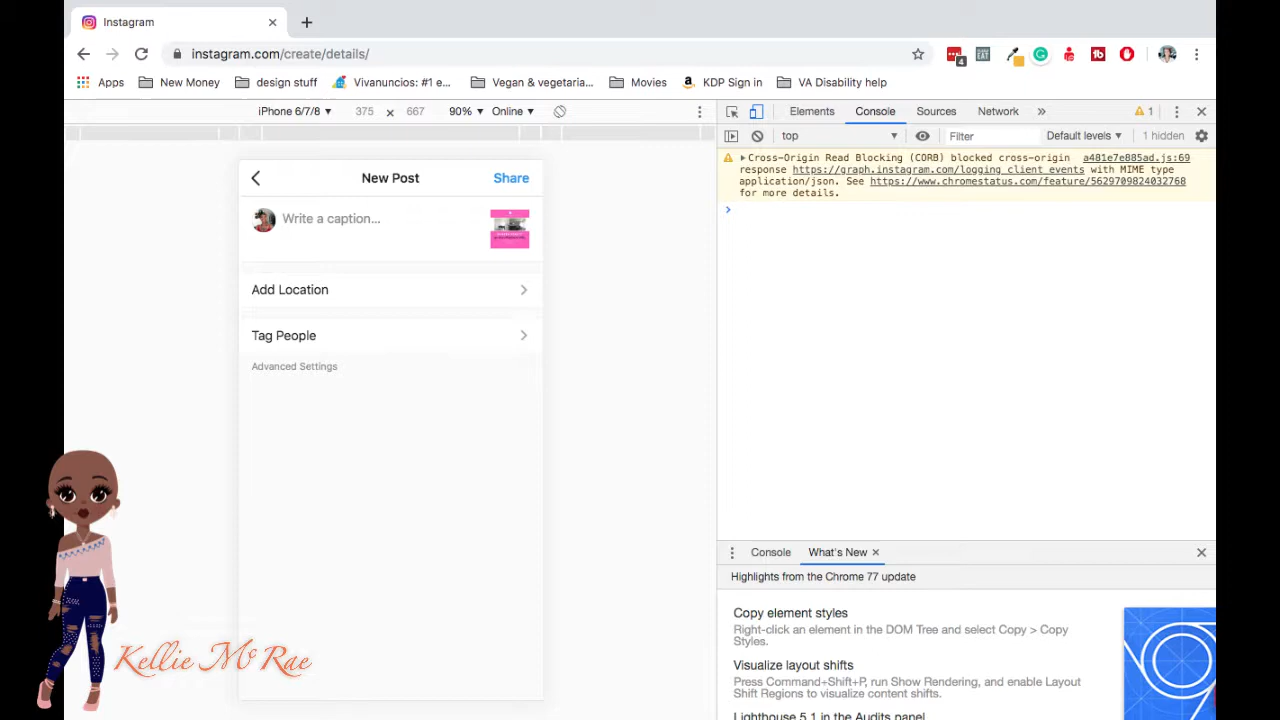 Instagram
instagram.com/create/details/
4
Apps New Money design stuff Vivanuncios: #1 e... Vegan & vegetaria... Movies KDP Sign in VA Disability help
iPhone 6/7/8 375 × 667 90% Online
Elements Console Sources Network » 1
top Filter Default levels 1 hidden
Cross-Origin Read Blocking (CORB) blocked cross-origin a481e7e885ad.js:69
response https://graph.instagram.com/logging_client_events with MIME type
application/json. See https://www.chromestatus.com/feature/5629709824032768
for more details.
New Post Share
Write a caption...
Add Location
Tag People
Advanced Settings
Console What's New
Highlights from the Chrome 77 update
Copy element styles
Right-click an element in the DOM Tree and select Copy > Copy
Styles.
Visualize layout shifts
Press Command+Shift+P, run Show Rendering, and enable Layout
Shift Regions to visualize content shifts.
Lighthouse 5.1 in the Audits panel
Kellie McRae